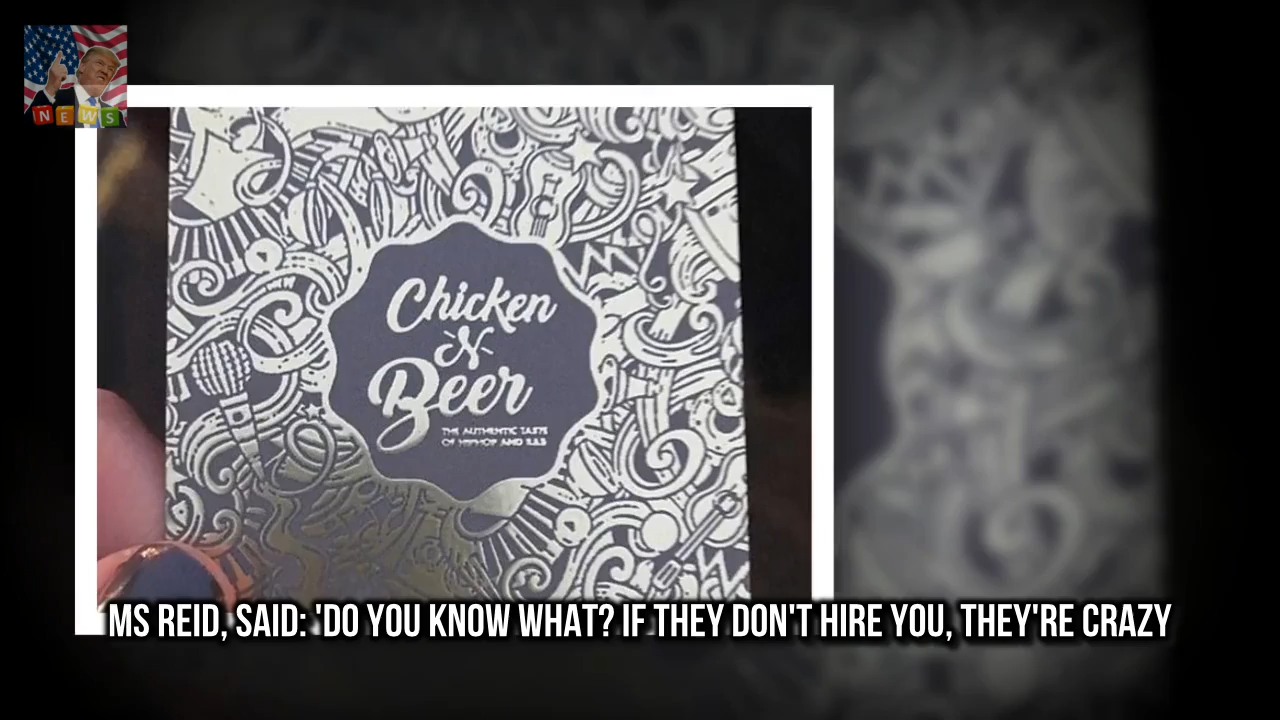 NEWS
Chicken
N
Beer
THE AUTHENTIC TASTE
OF HIPHOP AND R&B
MS REID, SAID: 'DO YOU KNOW WHAT? IF THEY DON'T HIRE YOU, THEY'RE CRAZY